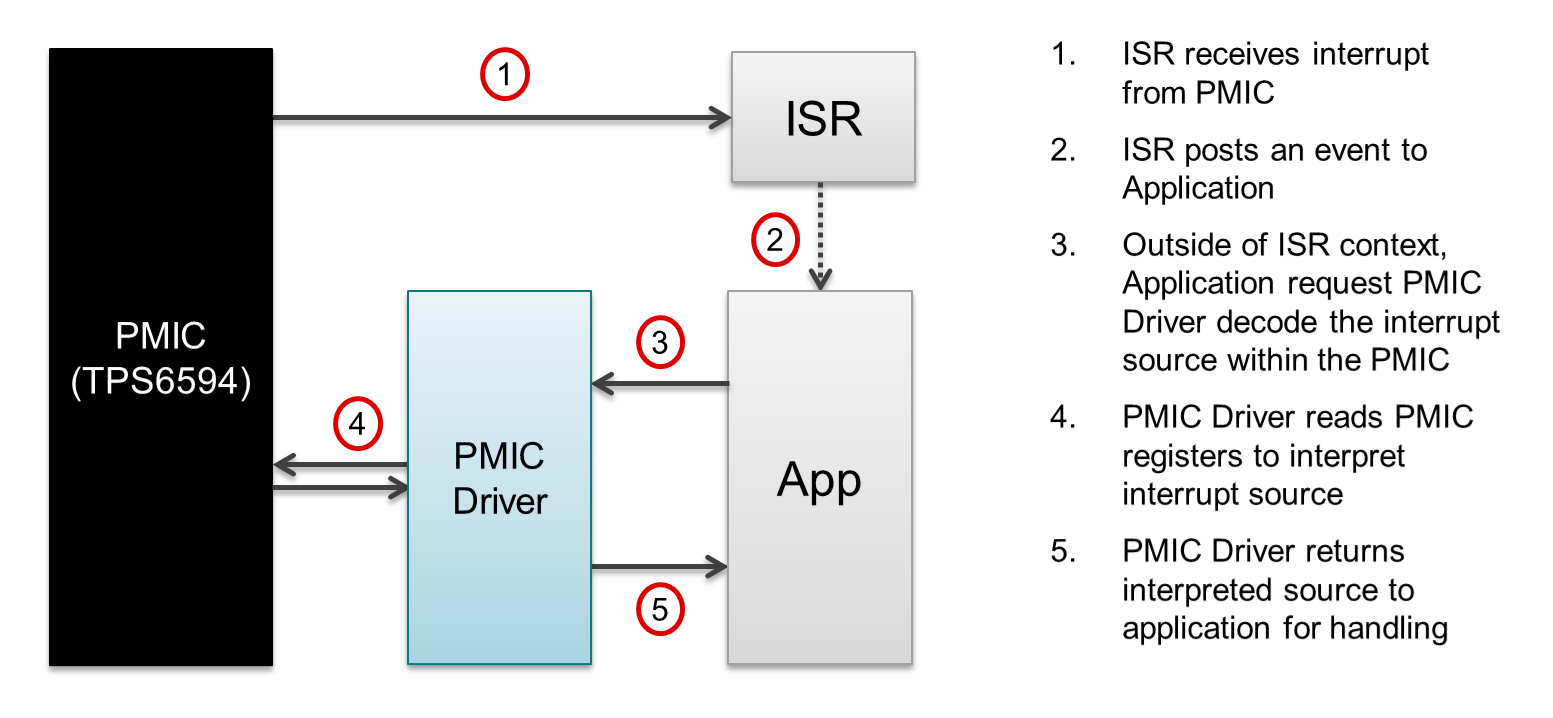 1
ISR
2
PMIC
(TPS6594)
3
4
PMIC
Driver
App
5
1. ISR receives interrupt
from PMIC
2. ISR posts an event to
Application
3. Outside of ISR context,
Application request PMIC
Driver decode the interrupt
source within the PMIC
4. PMIC Driver reads PMIC
registers to interpret
interrupt source
5. PMIC Driver returns
interpreted source to
application for handling